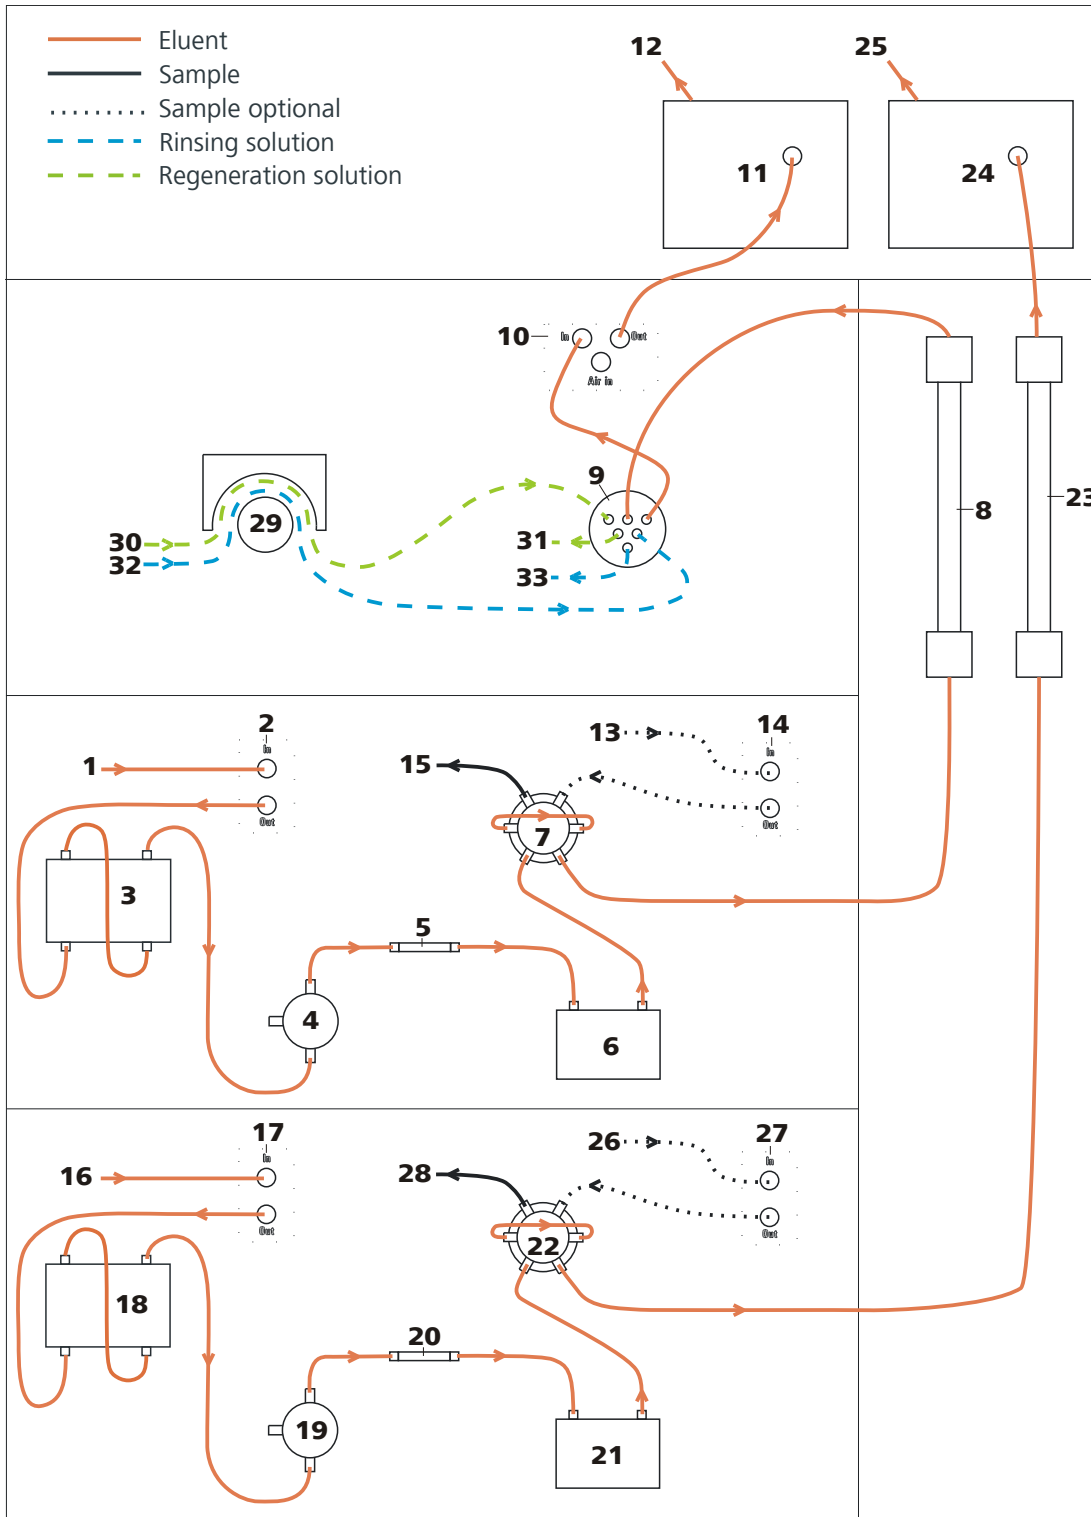 Eluent
Sample
Sample optional
Rinsing solution
Regeneration solution
12
25
11
24
10
In
Out
Air in
9
8
23
29
30
32
31
33
2
In
1
Out
13
14
In
15
Out
7
3
5
4
6
17
In
16
Out
26
27
In
28
Out
22
18
20
19
21